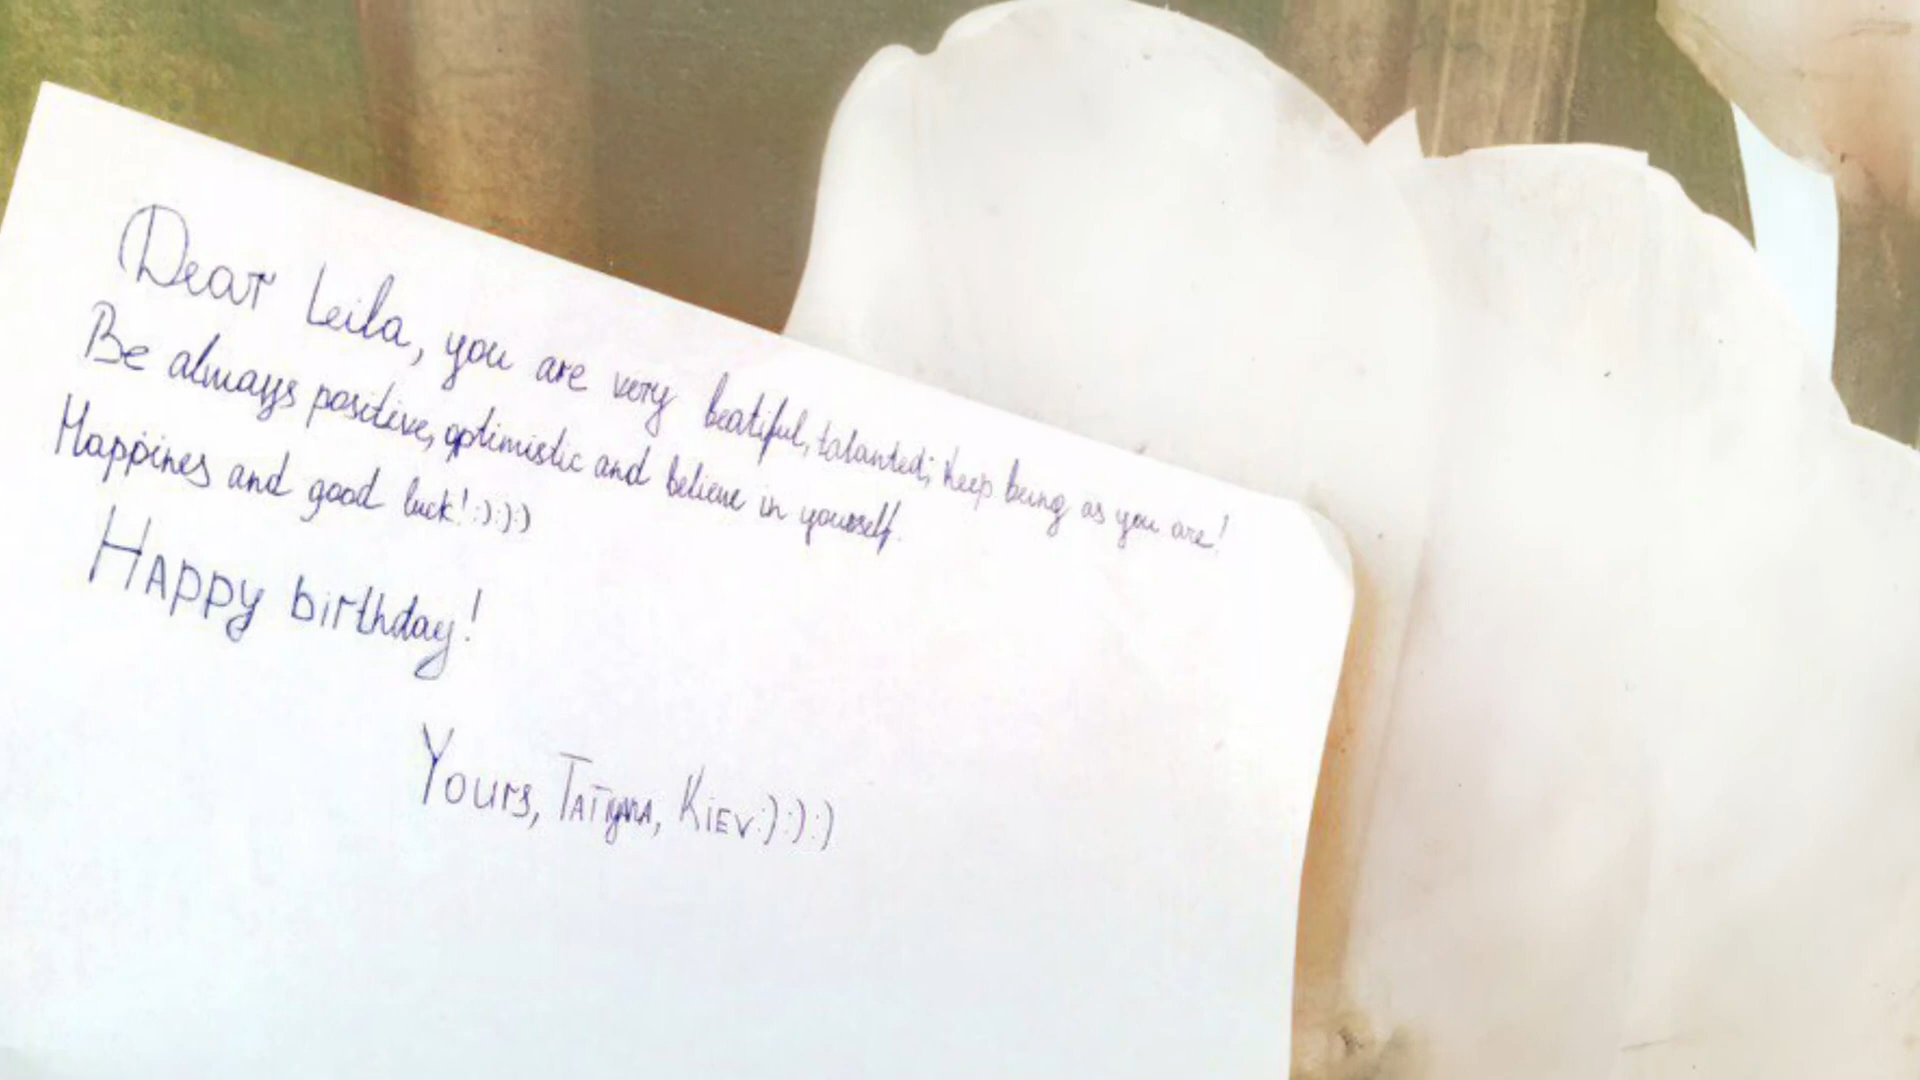 Dear Leila, you are very beatiful, talanted; keep being as you are!
Be always positive, optimistic and believe in yourself.
Happines and good luck! :):):)
Happy birthday!
Yours, Tatyana, Kiev:):):)